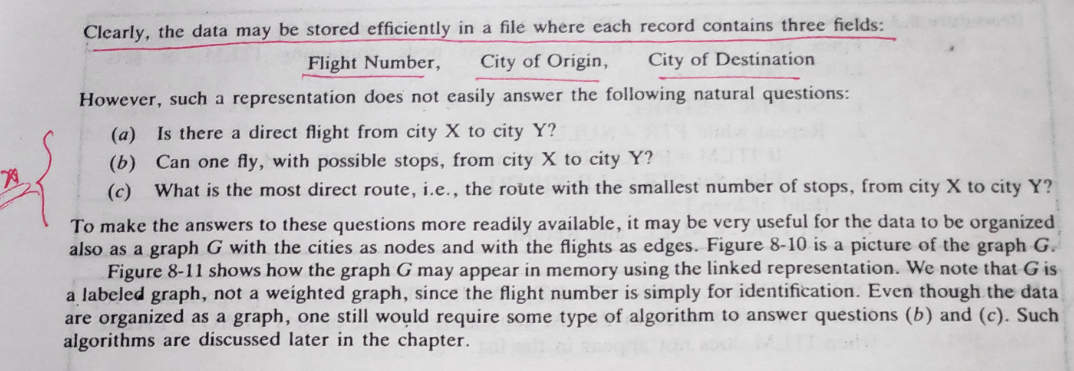 Clearly, the data may be stored efficiently in a file where each record contains three fields:
Flight Number, City of Origin, City of Destination
However, such a representation does not easily answer the following natural questions:
(a) Is there a direct flight from city X to city Y?
(b) Can one fly, with possible stops, from city X to city Y?
(c) What is the most direct route, i.e., the route with the smallest number of stops, from city X to city Y?
To make the answers to these questions more readily available, it may be very useful for the data to be organized
also as a graph G with the cities as nodes and with the flights as edges. Figure 8-10 is a picture of the graph G.
Figure 8-11 shows how the graph G may appear in memory using the linked representation. We note that G is
a labeled graph, not a weighted graph, since the flight number is simply for identification. Even though the data
are organized as a graph, one still would require some type of algorithm to answer questions (b) and (c). Such
algorithms are discussed later in the chapter.